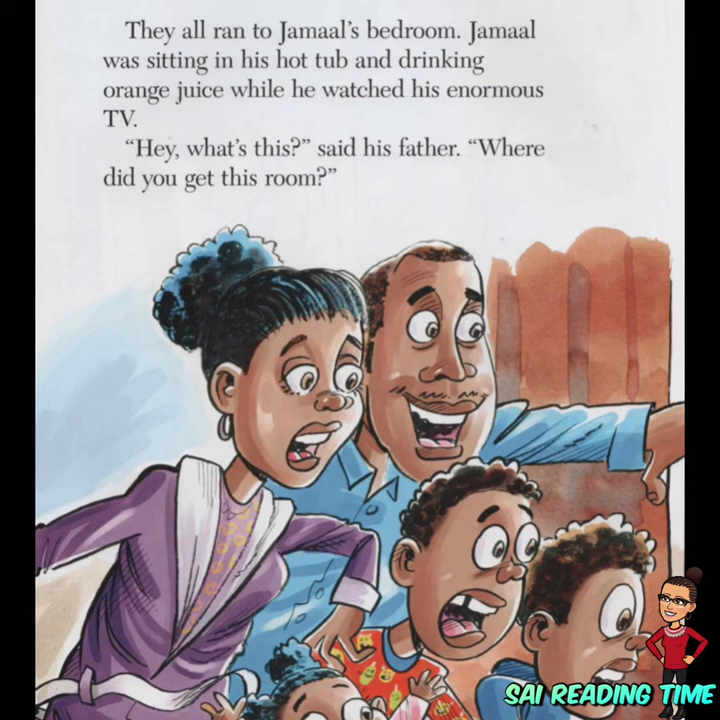 They all ran to Jamaal’s bedroom. Jamaal
was sitting in his hot tub and drinking
orange juice while he watched his enormous
TV.
“Hey, what’s this?” said his father. “Where
did you get this room?”
SAI READING TIME